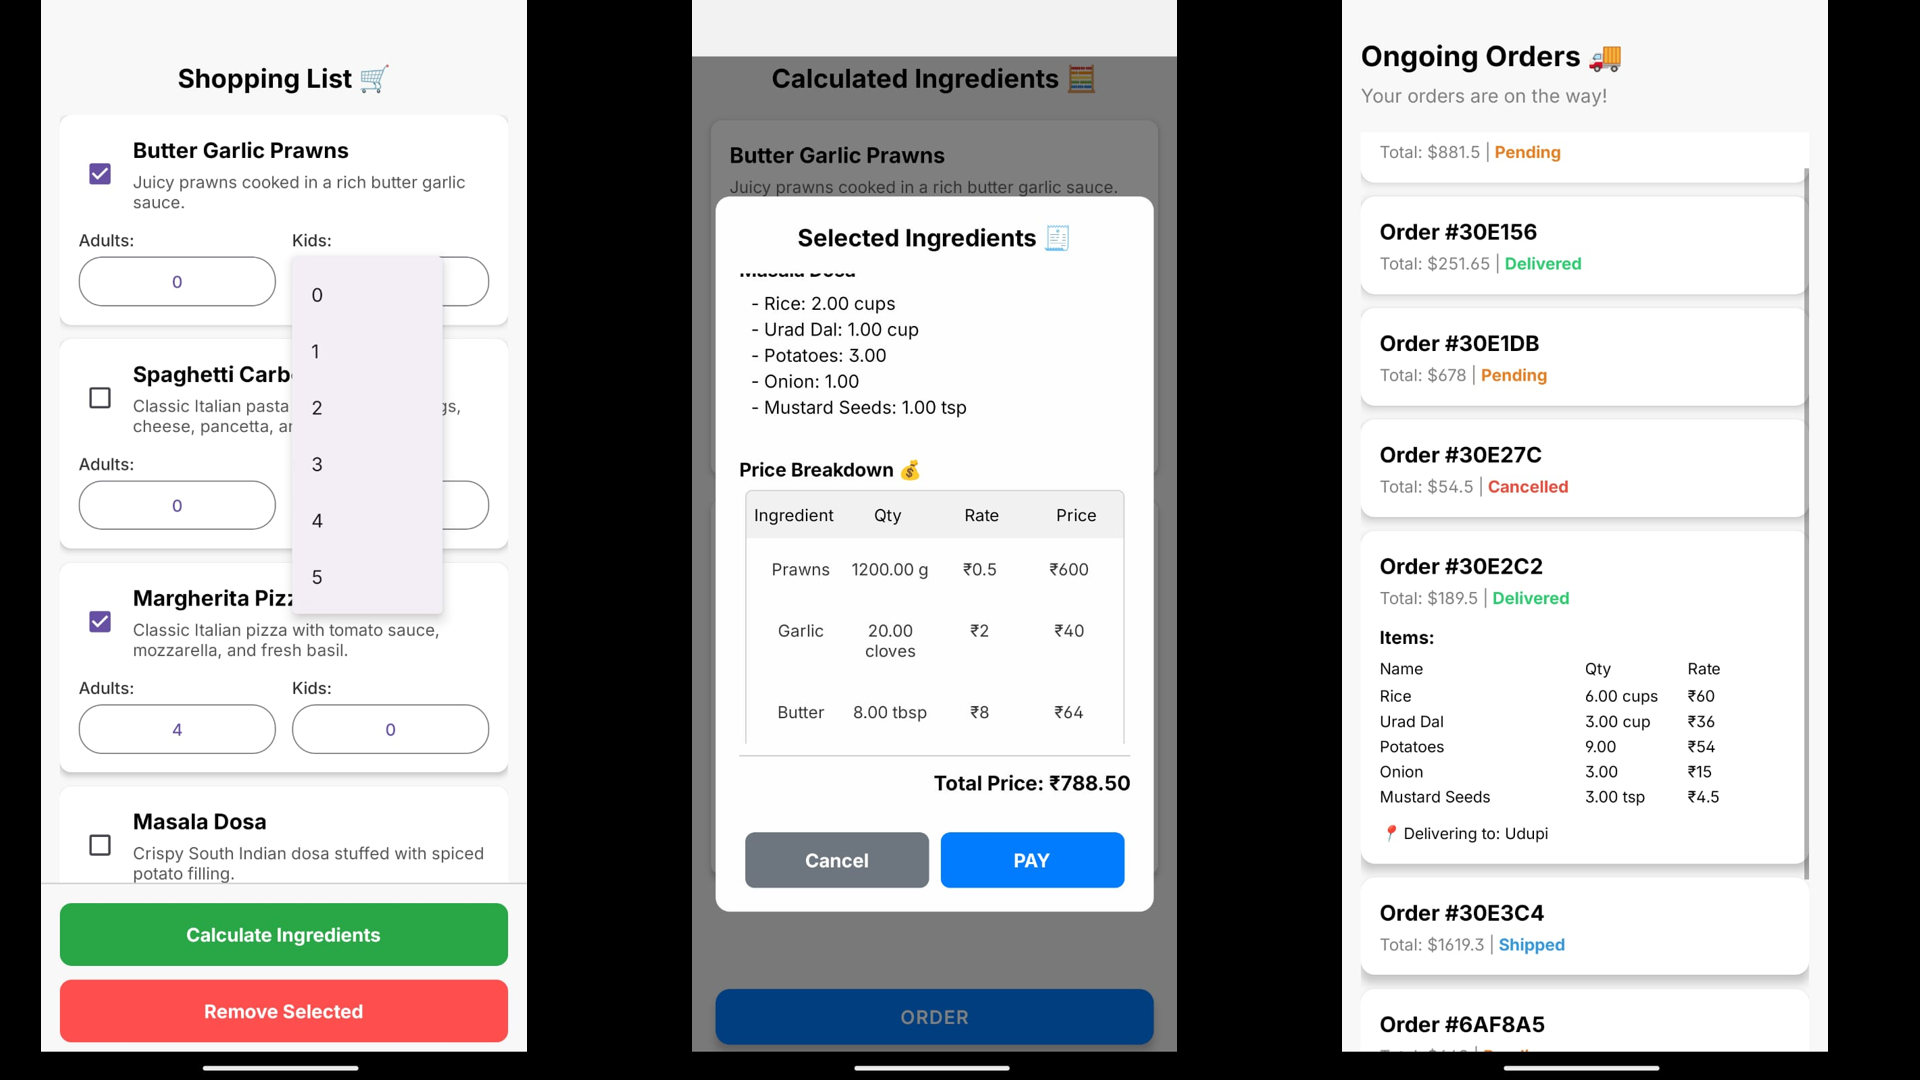 Shopping List 🛒
Butter Garlic Prawns
Juicy prawns cooked in a rich butter garlic
sauce.
Adults:
Kids:
0
0
1
2
3
4
5
Spaghetti Carb
Classic Italian pasta gs,
cheese, pancetta, an
Adults:
0
Margherita Pizz
Classic Italian pizza with tomato sauce,
mozzarella, and fresh basil.
Adults:
Kids:
4
0
Masala Dosa
Crispy South Indian dosa stuffed with spiced
potato filling.
Calculate Ingredients
Remove Selected
Calculated Ingredients 🧮
Butter Garlic Prawns
Juicy prawns cooked in a rich butter garlic sauce.
Selected Ingredients 🧾
Masala Dosa
- Rice: 2.00 cups
- Urad Dal: 1.00 cup
- Potatoes: 3.00
- Onion: 1.00
- Mustard Seeds: 1.00 tsp
Price Breakdown 💰
Ingredient Qty Rate Price
Prawns 1200.00 g ₹0.5 ₹600
Garlic 20.00 cloves ₹2 ₹40
Butter 8.00 tbsp ₹8 ₹64
Total Price: ₹788.50
Cancel
PAY
ORDER
Ongoing Orders 🚚
Your orders are on the way!
Total: $881.5 | Pending
Order #30E156
Total: $251.65 | Delivered
Order #30E1DB
Total: $678 | Pending
Order #30E27C
Total: $54.5 | Cancelled
Order #30E2C2
Total: $189.5 | Delivered
Items:
Name Qty Rate
Rice 6.00 cups ₹60
Urad Dal 3.00 cup ₹36
Potatoes 9.00 ₹54
Onion 3.00 ₹15
Mustard Seeds 3.00 tsp ₹4.5
📍 Delivering to: Udupi
Order #30E3C4
Total: $1619.3 | Shipped
Order #6AF8A5